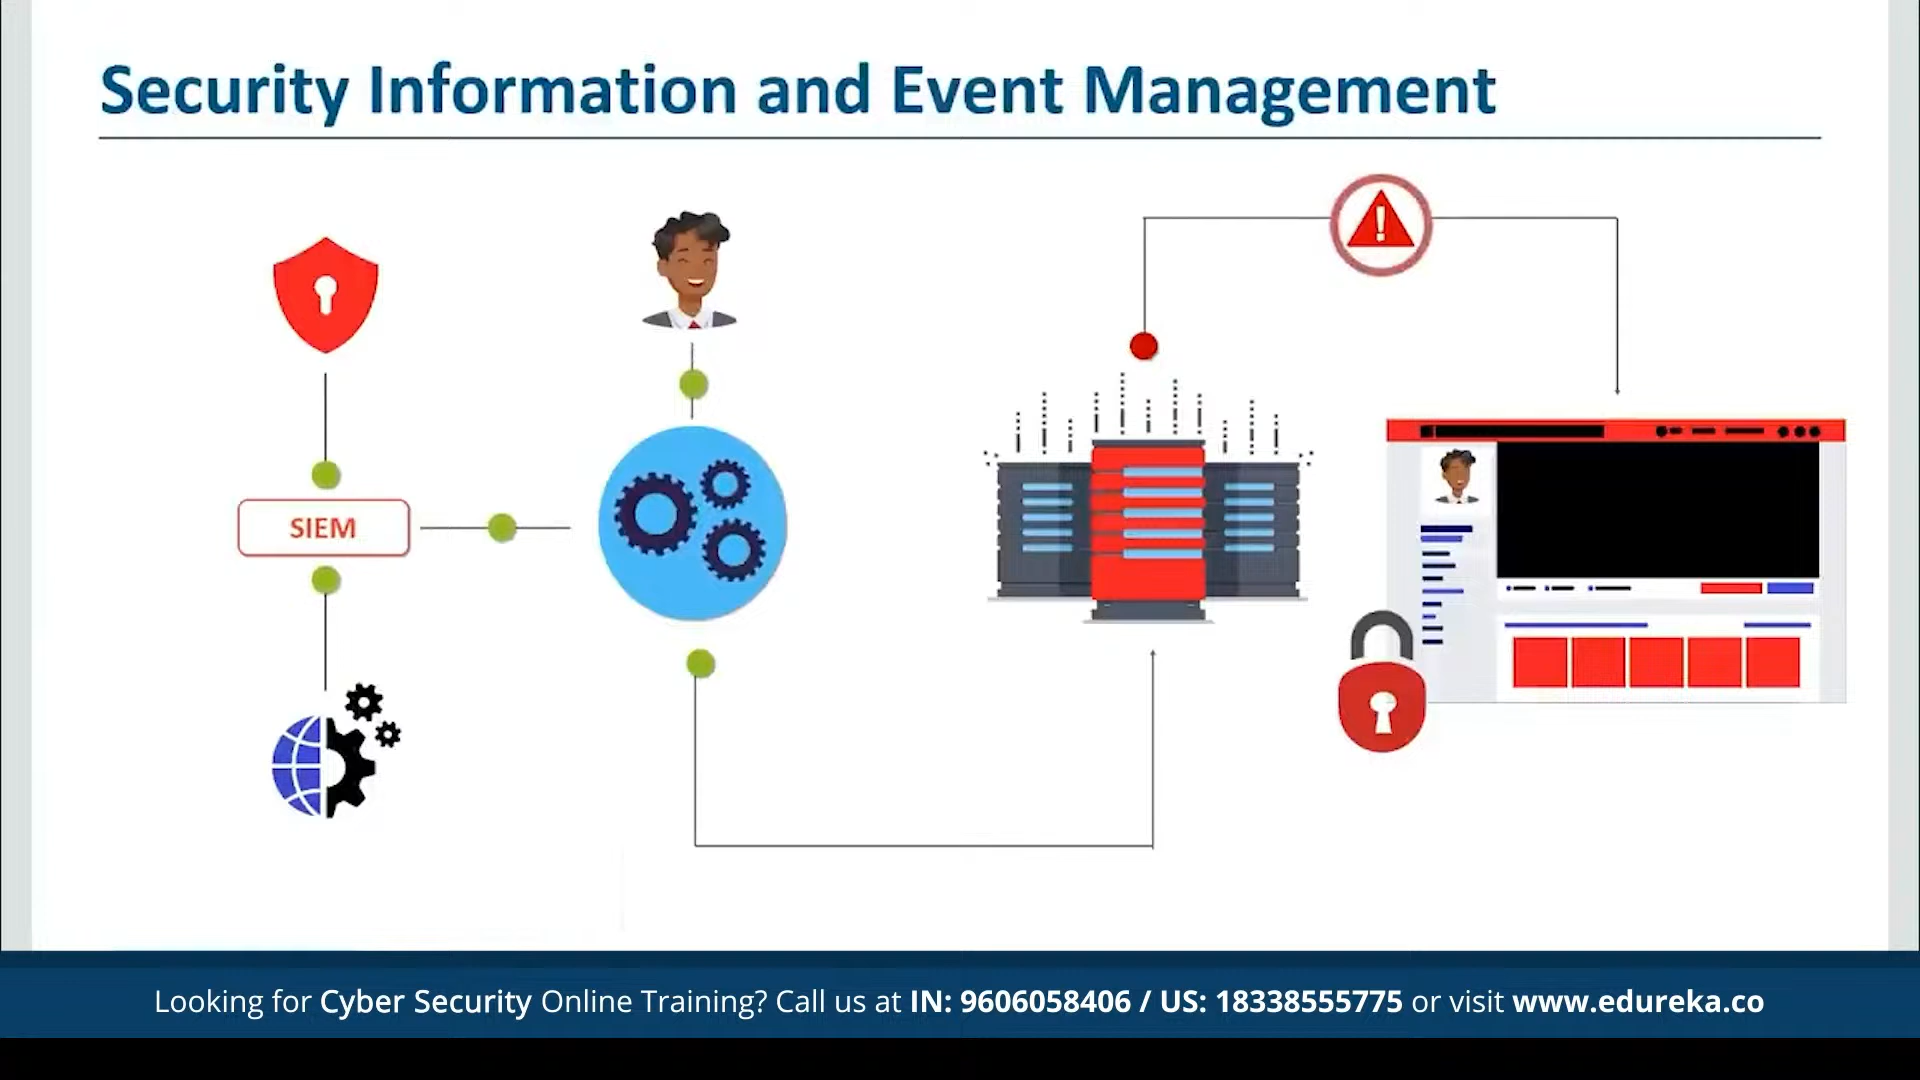 Security Information and Event Management
SIEM
Looking for Cyber Security Online Training? Call us at IN: 9606058406 / US: 18338555775 or visit www.edureka.co